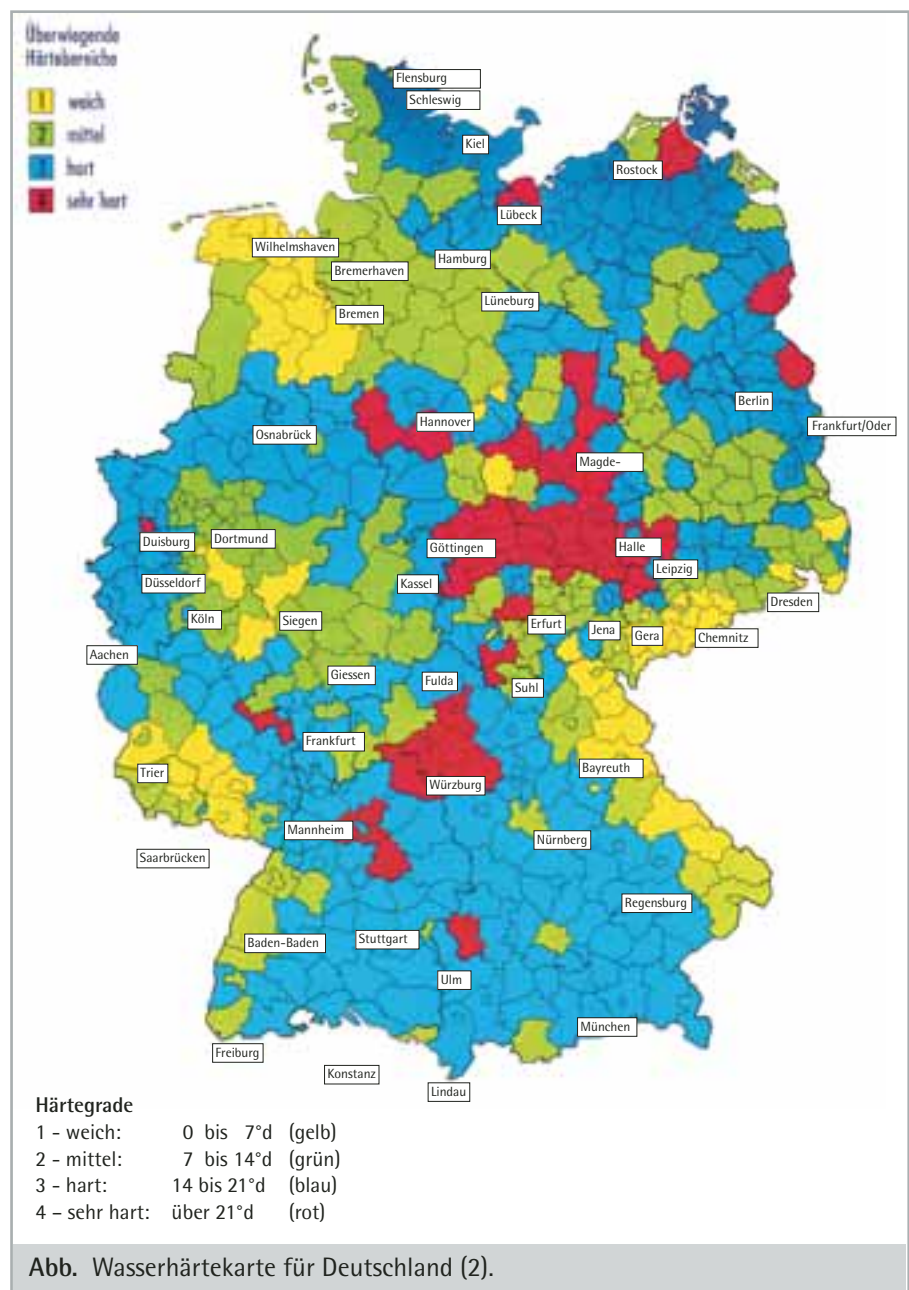 Überwiegende
Härtebereiche
1 weich
2 mittel
3 hart
4 sehr hart
Flensburg
Schleswig
Kiel
Rostock
Lübeck
Wilhelmshaven
Hamburg
Bremerhaven
Lüneburg
Bremen
Berlin
Hannover
Frankfurt/Oder
Osnabrück
Magde-
Duisburg
Dortmund
Göttingen
Halle
Leipzig
Düsseldorf
Kassel
Dresden
Köln
Siegen
Erfurt
Jena
Gera
Chemnitz
Aachen
Giessen
Fulda
Suhl
Frankfurt
Trier
Bayreuth
Würzburg
Mannheim
Nürnberg
Saarbrücken
Regensburg
Baden-Baden
Stuttgart
Ulm
München
Freiburg
Konstanz
Lindau
Härtegrade
1 - weich: 0 bis 7°d (gelb)
2 - mittel: 7 bis 14°d (grün)
3 - hart: 14 bis 21°d (blau)
4 – sehr hart: über 21°d (rot)
Abb. Wasserhärtekarte für Deutschland (2).